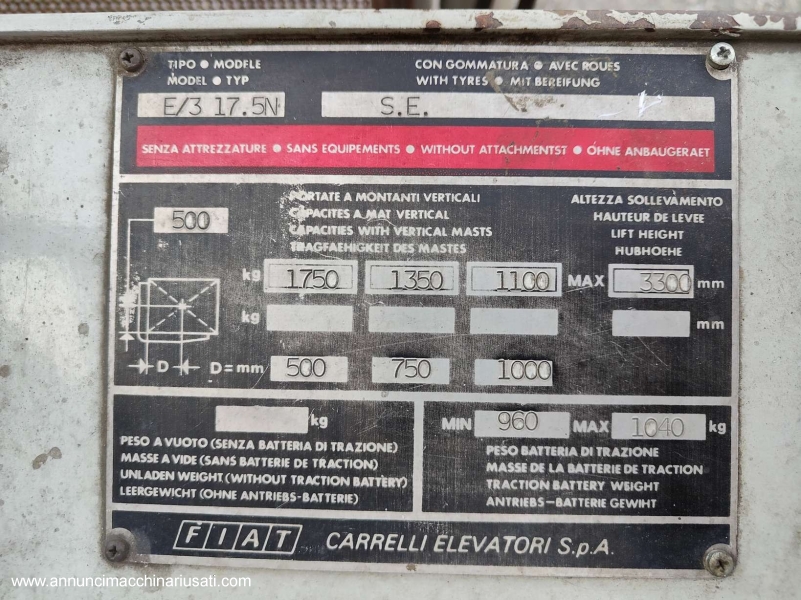 TIPO ● MODELE
MODEL ● TYP
CON GOMMATURA ● AVEC ROUES
WITH TYRES ● MIT BEREIFUNG
E/3 17.5N
S.E.
SENZA ATTREZZATURE ● SANS EQUIPEMENTS ● WITHOUT ATTACHMENTST ● OHNE ANBAUGERAET
500
PORTATE A MONTANTI VERTICALI
CAPACITES A MAT VERTICAL
CAPACITIES WITH VERTICAL MASTS
TRAGFAEHIGKEIT DES MASTES
ALTEZZA SOLLEVAMENTO
HAUTEUR DE LEVEE
LIFT HEIGHT
HUBHOEHE
kg 1750 1350 1100 MAX 3300 mm
kg mm
D D=mm 500 750 1000
kg
PESO A VUOTO (SENZA BATTERIA DI TRAZIONE)
MASSE A VIDE (SANS BATTERIE DE TRACTION)
UNLADEN WEIGHT (WITHOUT TRACTION BATTERY)
LEERGEWICHT (OHNE ANTRIEBS-BATTERIE)
MIN 960 MAX 1040 kg
PESO BATTERIA DI TRAZIONE
MASSE DE LA BATTERIE DE TRACTION
TRACTION BATTERY WEIGHT
ANTRIEBS-BATTERIE GEWIHT
FIAT CARRELLI ELEVATORI S.p.A.
www.annuncimacchinariusati.com